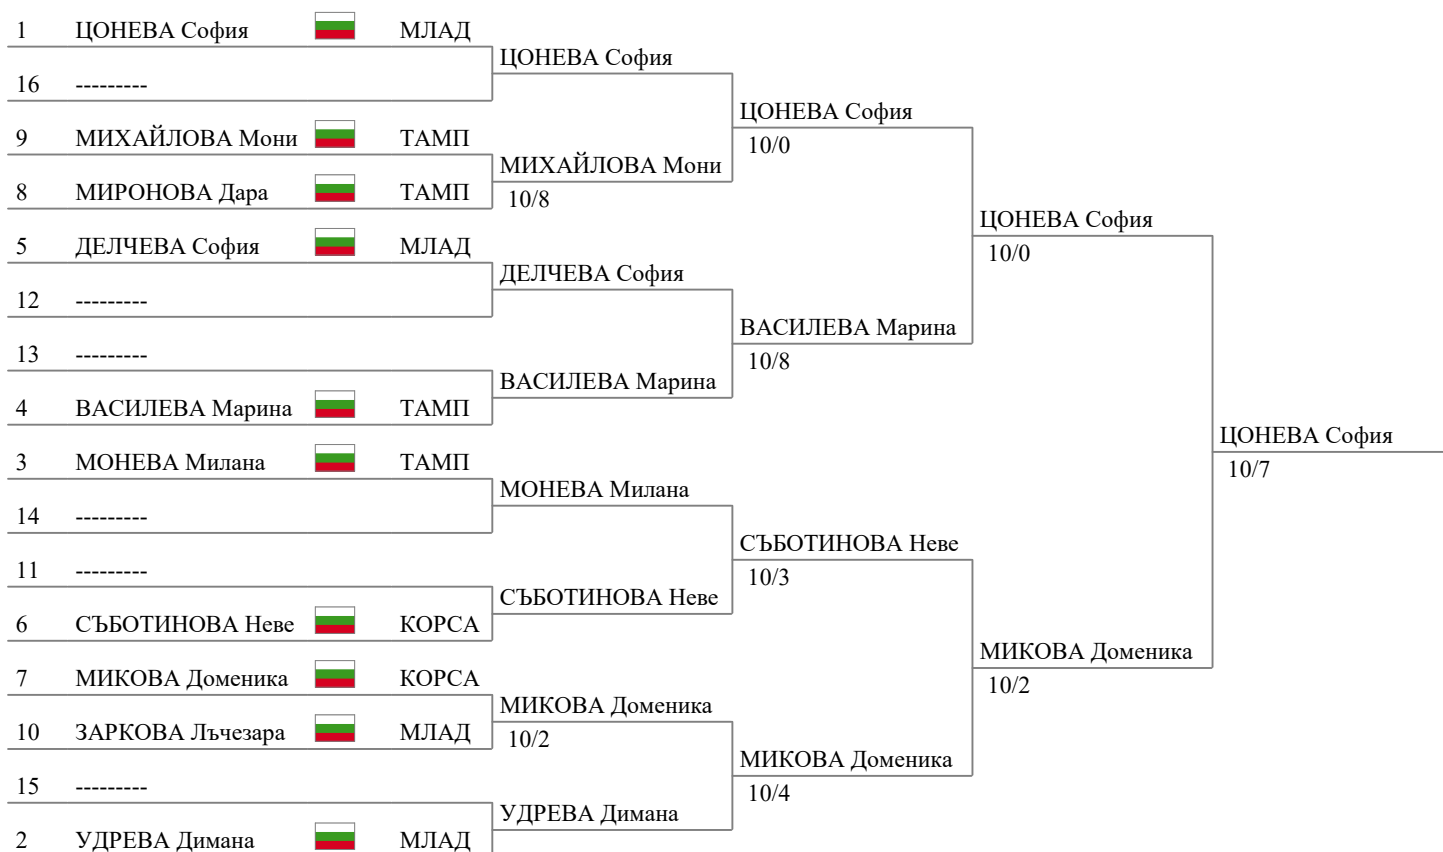 1 ЦОНЕВА София МЛАД
16 ---------
9 МИХАЙЛОВА Мони ТАМП
8 МИРОНОВА Дара ТАМП
5 ДЕЛЧЕВА София МЛАД
12 ---------
13 ---------
4 ВАСИЛЕВА Марина ТАМП
3 МОНЕВА Милана ТАМП
14 ---------
11 ---------
6 СЪБОТИНОВА Неве КОРСА
7 МИКОВА Доменика КОРСА
10 ЗАРКОВА Лъчезара МЛАД
15 ---------
2 УДРЕВА Димана МЛАД
ЦОНЕВА София
МИХАЙЛОВА Мони
10/8
ДЕЛЧЕВА София
ВАСИЛЕВА Марина
МОНЕВА Милана
СЪБОТИНОВА Неве
МИКОВА Доменика
10/2
УДРЕВА Димана
ЦОНЕВА София
10/0
ВАСИЛЕВА Марина
10/8
СЪБОТИНОВА Неве
10/3
МИКОВА Доменика
10/4
ЦОНЕВА София
10/0
МИКОВА Доменика
10/2
ЦОНЕВА София
10/7